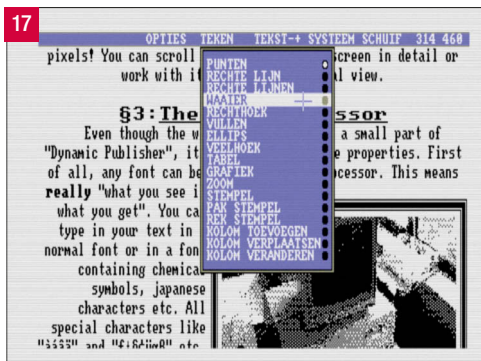 17
OPTIES TEKEN TEKST-+ SYSTEEM SCHUIF 314 460
pixels! You can scroll
screen in detail or
work with it
al view.
§3: The
ssor
Even though the w
a small part of
"Dynamic Publisher", it
e properties. First
of all, any font can be
ocessor. This means
really "what you see i
what you get". You ca
type in your text in
normal font or in a fon
containing chemica
symbols, japanese
characters etc. All
special characters like
PUNTEN
RECHTE LIJN
RECHTE LIJNEN
WAAIER
RECHTHOEK
VULLEN
ELLIPS
VEELHOEK
TABEL
GRAFIEK
ZOOM
STEMPEL
PAK STEMPEL
REK STEMPEL
KOLOM TOEVOEGEN
KOLOM VERPLAATSEN
KOLOM VERANDEREN